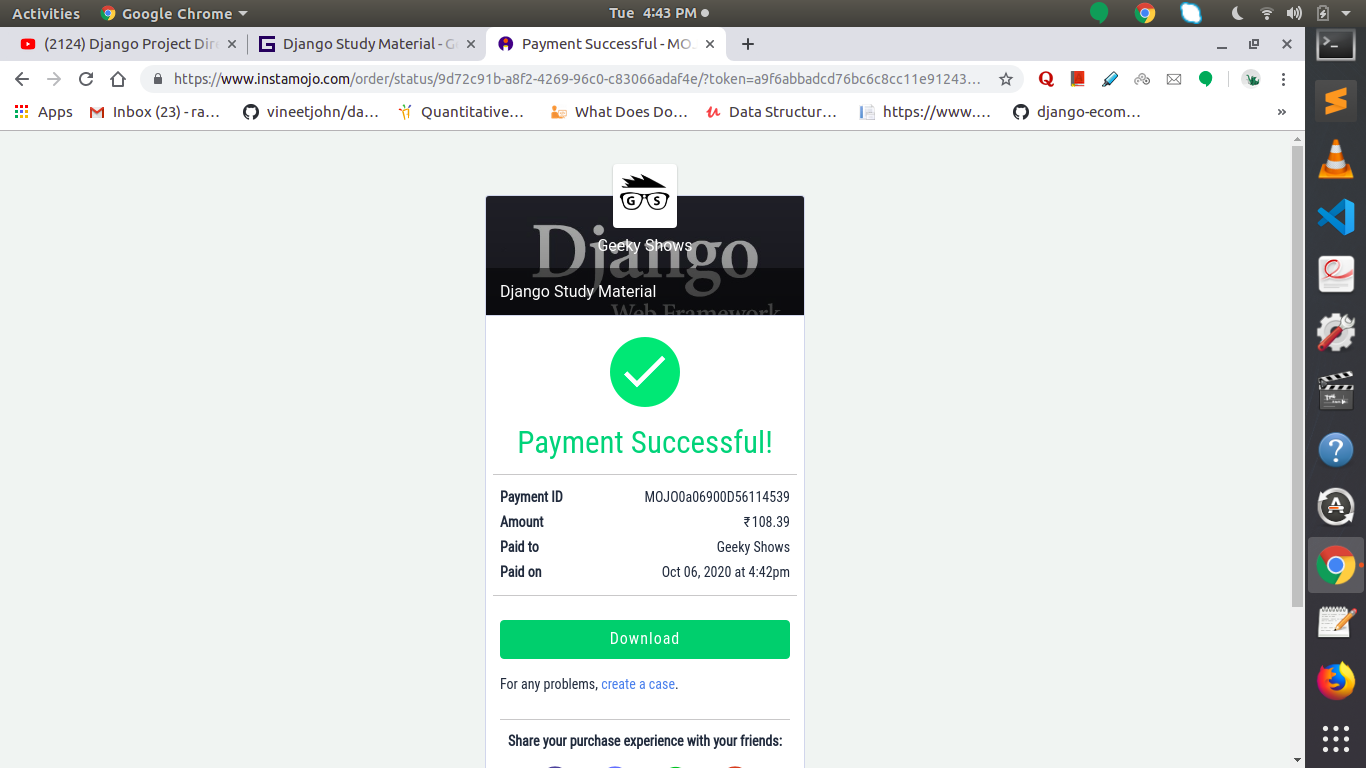 Activities Google Chrome Tue 4:43 PM
(2124) Django Project Dir Django Study Material - G Payment Successful - MO
https://www.instamojo.com/order/status/9d72c91b-a8f2-4269-96c0-c83066adaf4e/?token=a9f6abbadcd76bc6c8cc11e91243...
Apps Inbox (23) - ra... vineetjohn/da... Quantitative... What Does Do... Data Structur... https://www.... django-ecom... »
G S
Geeky Shows
Django
Django Study Material
Web Framework
Payment Successful!
Payment ID MOJO0a06900D56114539
Amount ₹108.39
Paid to Geeky Shows
Paid on Oct 06, 2020 at 4:42pm
Download
For any problems, create a case.
Share your purchase experience with your friends: